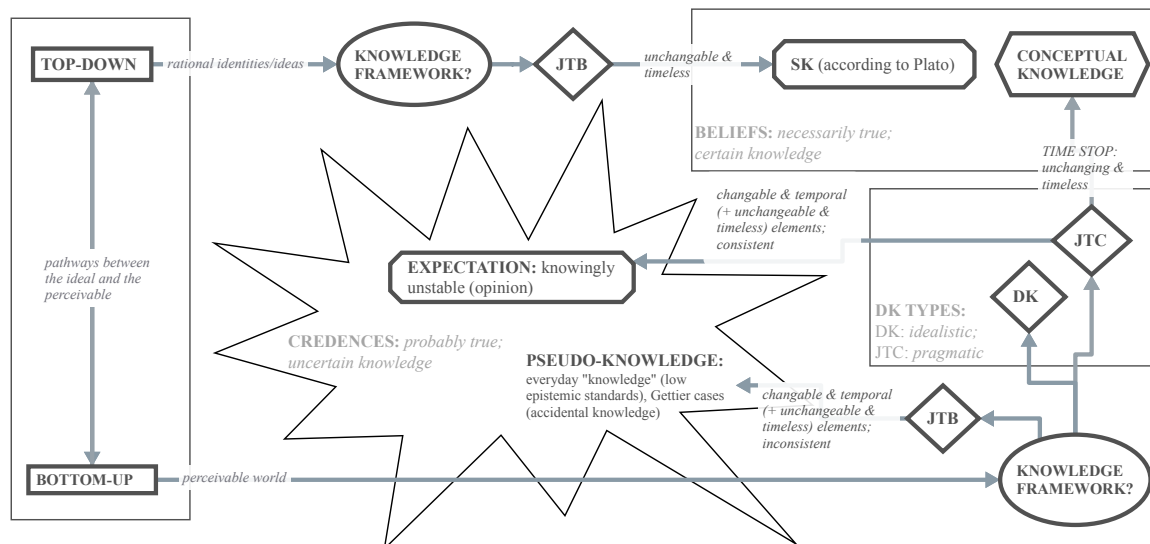 TOP-DOWN
rational identities/ideas
KNOWLEDGE
FRAMEWORK?
JTB
unchangable &
timeless
SK (according to Plato)
CONCEPTUAL
KNOWLEDGE
BELIEFS: necessarily true;
certain knowledge
TIME STOP:
unchanging &
timeless
changable & temporal
(+ unchangeable &
timeless) elements;
consistent
JTC
EXPECTATION: knowingly
unstable (opinion)
DK
pathways between
the ideal and the
perceivable
DK TYPES:
DK: idealistic;
JTC: pragmatic
CREDENCES: probably true;
uncertain knowledge
PSEUDO-KNOWLEDGE:
everyday "knowledge" (low
epistemic standards), Gettier cases
(accidental knowledge)
changable & temporal
(+ unchangeable &
timeless) elements;
inconsistent
JTB
BOTTOM-UP
perceivable world
KNOWLEDGE
FRAMEWORK?